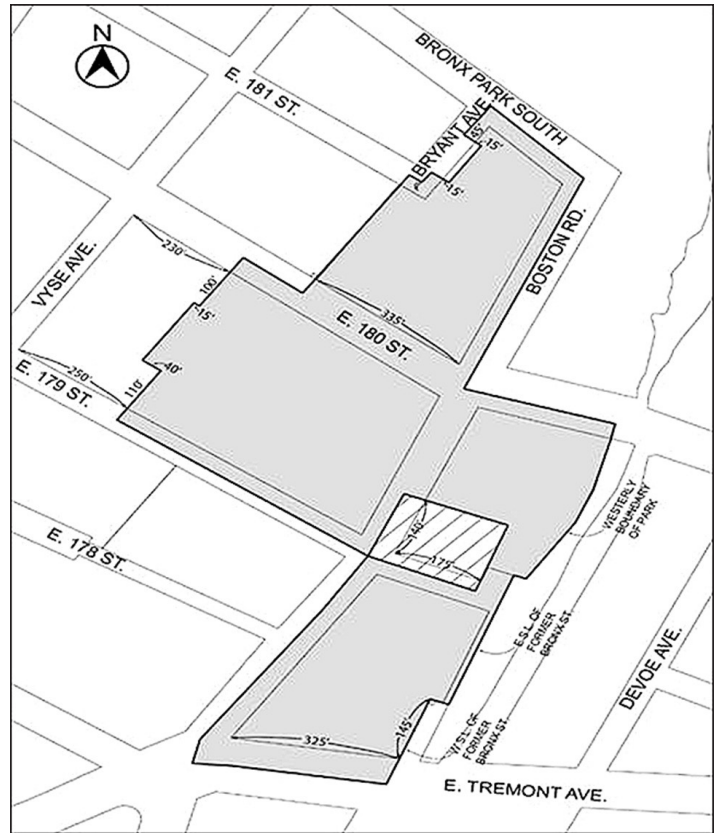 N
BRONX PARK SOUTH
E. 181 ST.
BRYANT AVE.
45'
15'
15'
VYSE AVE.
230'
100'
BOSTON RD.
335'
15'
E. 180 ST.
250'
40'
110'
E. 179 ST.
WESTERLY
BOUNDARY
OF PARK
140'
175'
E. 178 ST.
E.S.L. OF
FORMER
BRONX ST.
DEVOE AVE.
W.S.L. OF
FORMER
BRONX ST.
145'
325'
E. TREMONT AVE.